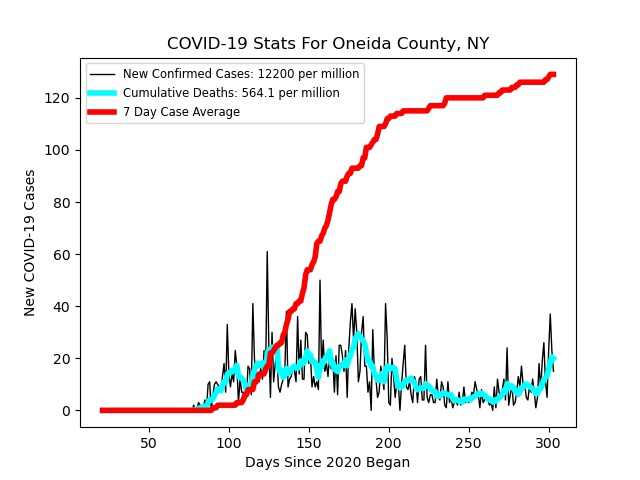 COVID-19 Stats For Oneida County, NY
New Confirmed Cases: 12200 per million
Cumulative Deaths: 564.1 per million
7 Day Case Average
120
100
80
60
40
20
0
New COVID-19 Cases
50
100
150
200
250
300
Days Since 2020 Began